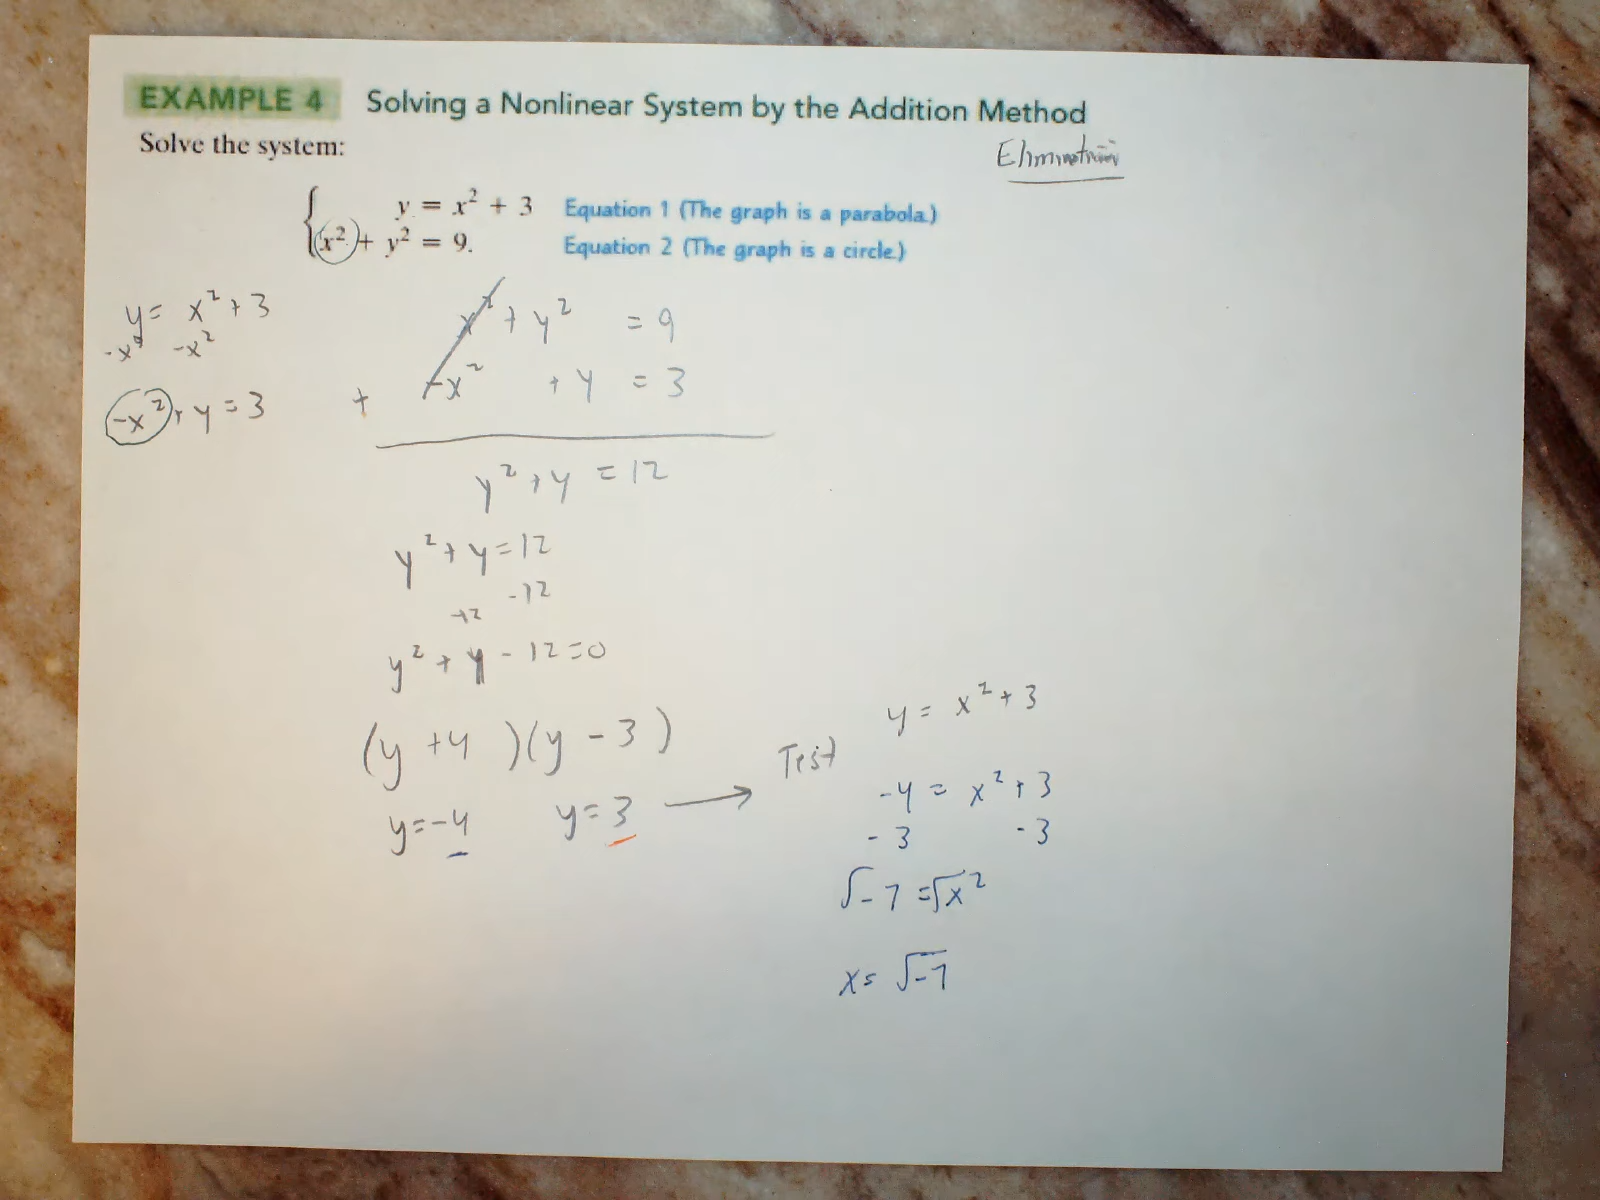 EXAMPLE 4 Solving a Nonlinear System by the Addition Method
Elimination
Solve the system:
y = x² + 3 Equation 1 (The graph is a parabola.)
x² + y² = 9. Equation 2 (The graph is a circle.)
y = x² + 3
-x² -x²
-x² + y = 3
x² + y² = 9
+ -x² + y = 3
y² + y = 12
y² + y = 12
-12 -12
y² + y - 12 = 0
(y + 4)(y - 3)
y = -4 y = 3 →
Test
y = x² + 3
-4 = x² + 3
-3 -3
√-7 = √x²
x = √-7